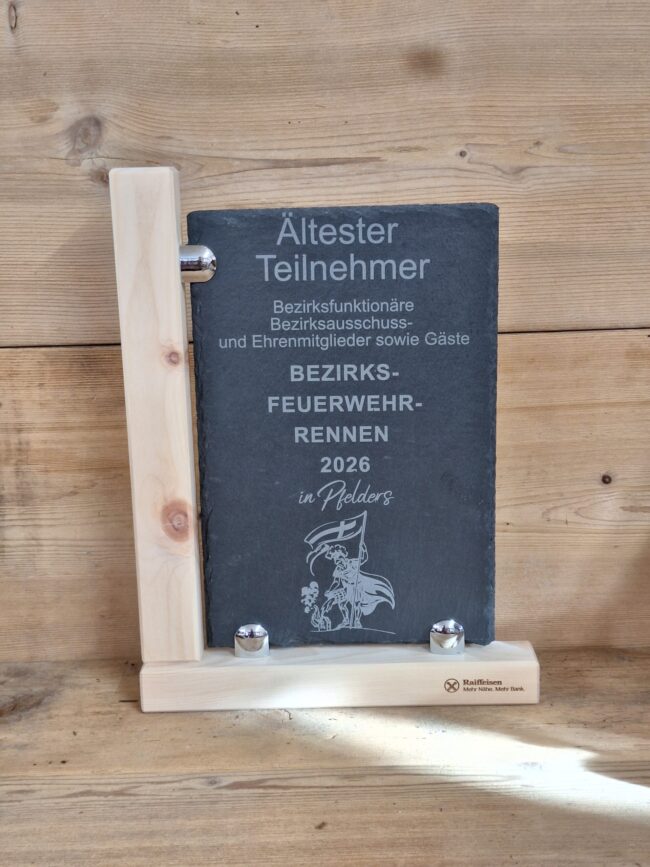 Ältester
Teilnehmer
Bezirksfunktionäre
Bezirksausschuss-
und Ehrenmitglieder sowie Gäste
BEZIRKS-
FEUERWEHR-
RENNEN
2026
in Pfelders
Raiffeisen
Mehr Nähe. Mehr Bank.